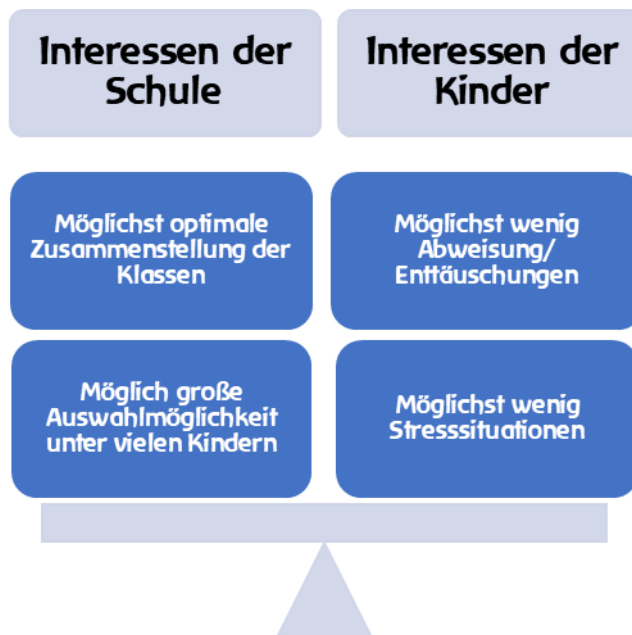 Interessen der
Schule
Interessen der
Kinder
Möglichst optimale
Zusammenstellung der
Klassen
Möglichst wenig
Abweisung/
Enttäuschungen
Möglich große
Auswahlmöglichkeit
unter vielen Kindern
Möglichst wenig
Stresssituationen